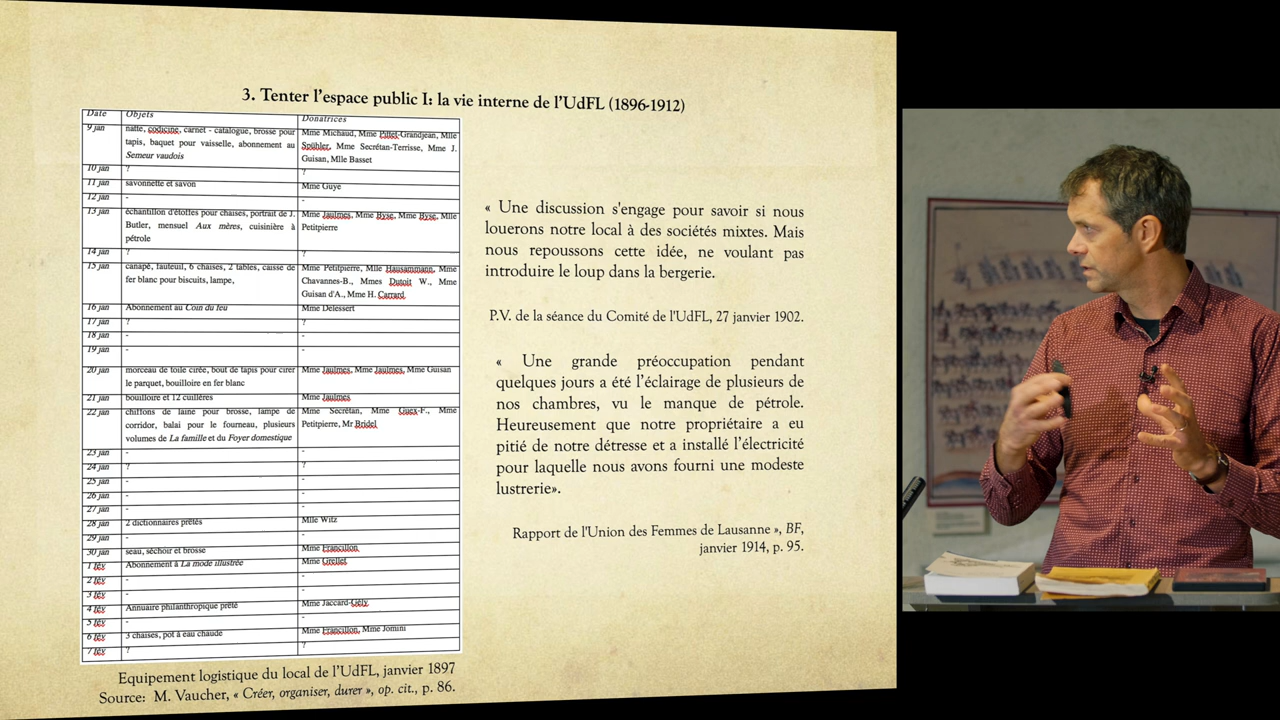 3. Tenter l'espace public I: la vie interne de l'UdFL (1896-1912)
Date Objets Donatrices
9 jan natte, codicine, carnet - catalogue, brosse pour Mme Michaud, Mme Pittet-Grandjean, Mlle
tapis, baquet pour vaisselle, abonnement au Spühler, Mme Secrétan-Terrisse, Mme J.
Semeur vaudois Guisan, Mlle Basset
10 jan ? ?
11 jan savonnette et savon Mme Guye
12 jan - -
13 jan échantillon d'étoffes pour chaises, portrait de J. Mme Jaulmes, Mme Byse, Mme Byse, Mlle
Butler, mensuel Aux mères, cuisinière à Petitpierre
pétrole
14 jan ? ?
15 jan canapé, fauteuil, 6 chaises, 2 tables, caisse de Mme Petitpierre, Mlle Hausammann, Mme
fer blanc pour biscuits, lampe, Chavannes-B., Mmes Dutoit W., Mme
Guisan d'A., Mme H. Carrard,
16 jan Abonnement au Coin du feu Mme Delessert
17 jan ? ?
18 jan - -
19 jan - -
20 jan morceau de toile cirée, bout de tapis pour cirer Mme Jaulmes, Mme Jaulmes, Mme Guisan
le parquet, bouilloire en fer blanc
21 jan bouilloire et 12 cuillères Mme Jaulmes
22 jan chiffons de laine pour brosse, lampe de Mme Secrétan, Mme Guex-F., Mme
corridor, balai pour le fourneau, plusieurs Petitpierre, Mr Bridel
volumes de La famille et du Foyer domestique
23 jan - -
24 jan ? ?
25 jan - -
26 jan - -
27 jan - -
28 jan 2 dictionnaires prêtés Mlle Witz
29 jan - -
30 jan seau, séchoir et brosse Mme Francillon
1 fév Abonnement à La mode illustrée Mme Grellet
2 fév - -
3 fév - -
4 fév Annuaire philanthropique prêté Mme Jaccard-Gély
5 fév - -
6 fév 3 chaises, pot à eau chaude Mme Francillon, Mme Jomini
7 fév ? ?
Equipement logistique du local de l'UdFL, janvier 1897
Source: M. Vaucher, « Créer, organiser, durer », op. cit., p. 86.
« Une discussion s'engage pour savoir si nous
louerons notre local à des sociétés mixtes. Mais
nous repoussons cette idée, ne voulant pas
introduire le loup dans la bergerie.
P.V. de la séance du Comité de l'UdFL, 27 janvier 1902.
« Une grande préoccupation pendant
quelques jours a été l'éclairage de plusieurs de
nos chambres, vu le manque de pétrole.
Heureusement que notre propriétaire a eu
pitié de notre détresse et a installé l'électricité
pour laquelle nous avons fourni une modeste
lustrerie».
Rapport de l'Union des Femmes de Lausanne », BF,
janvier 1914, p. 95.